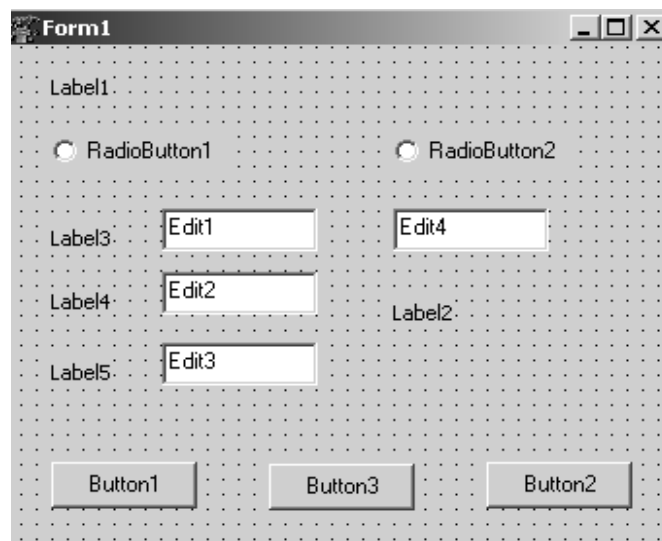 Form1
Label1
RadioButton1 RadioButton2
Label3 Edit1 Edit4
Label4 Edit2 Label2
Label5 Edit3
Button1 Button3 Button2